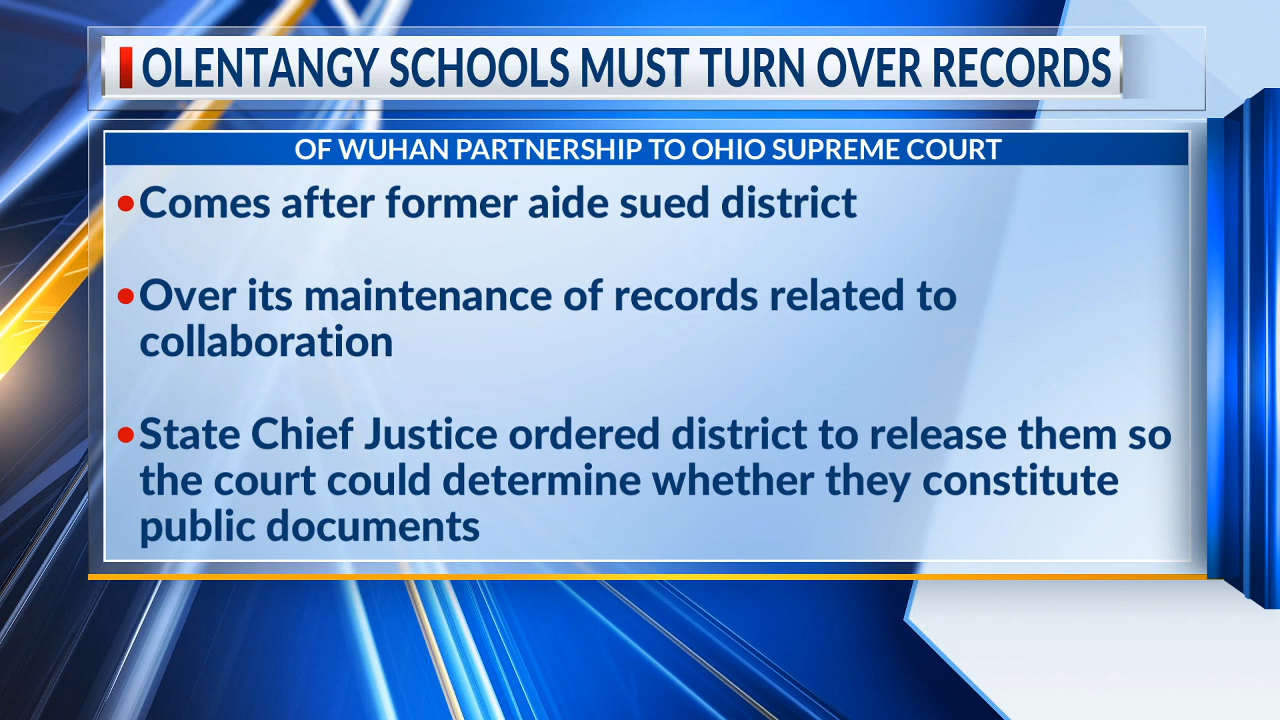 OLENTANGY SCHOOLS MUST TURN OVER RECORDS
OF WUHAN PARTNERSHIP TO OHIO SUPREME COURT
•Comes after former aide sued district
•Over its maintenance of records related to
collaboration
•State Chief Justice ordered district to release them so
the court could determine whether they constitute
public documents